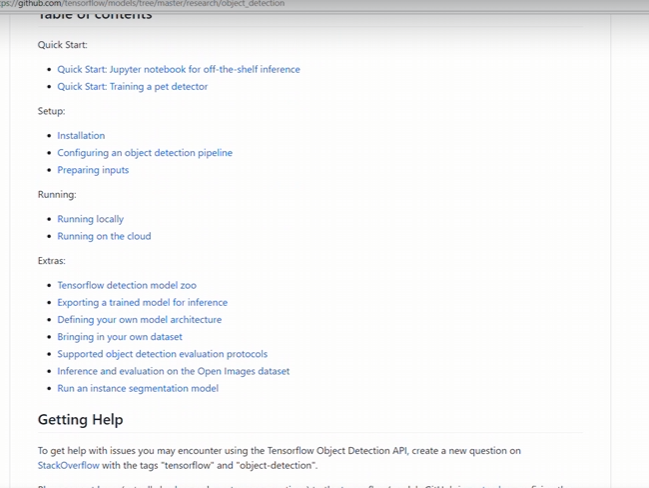 ps://github.com/tensorflow/models/tree/master/research/object_detection
Table of contents
Quick Start:
Quick Start: Jupyter notebook for off-the-shelf inference
Quick Start: Training a pet detector
Setup:
Installation
Configuring an object detection pipeline
Preparing inputs
Running:
Running locally
Running on the cloud
Extras:
Tensorflow detection model zoo
Exporting a trained model for inference
Defining your own model architecture
Bringing in your own dataset
Supported object detection evaluation protocols
Inference and evaluation on the Open Images dataset
Run an instance segmentation model
Getting Help
To get help with issues you may encounter using the Tensorflow Object Detection API, create a new question on
StackOverflow with the tags "tensorflow" and "object-detection".